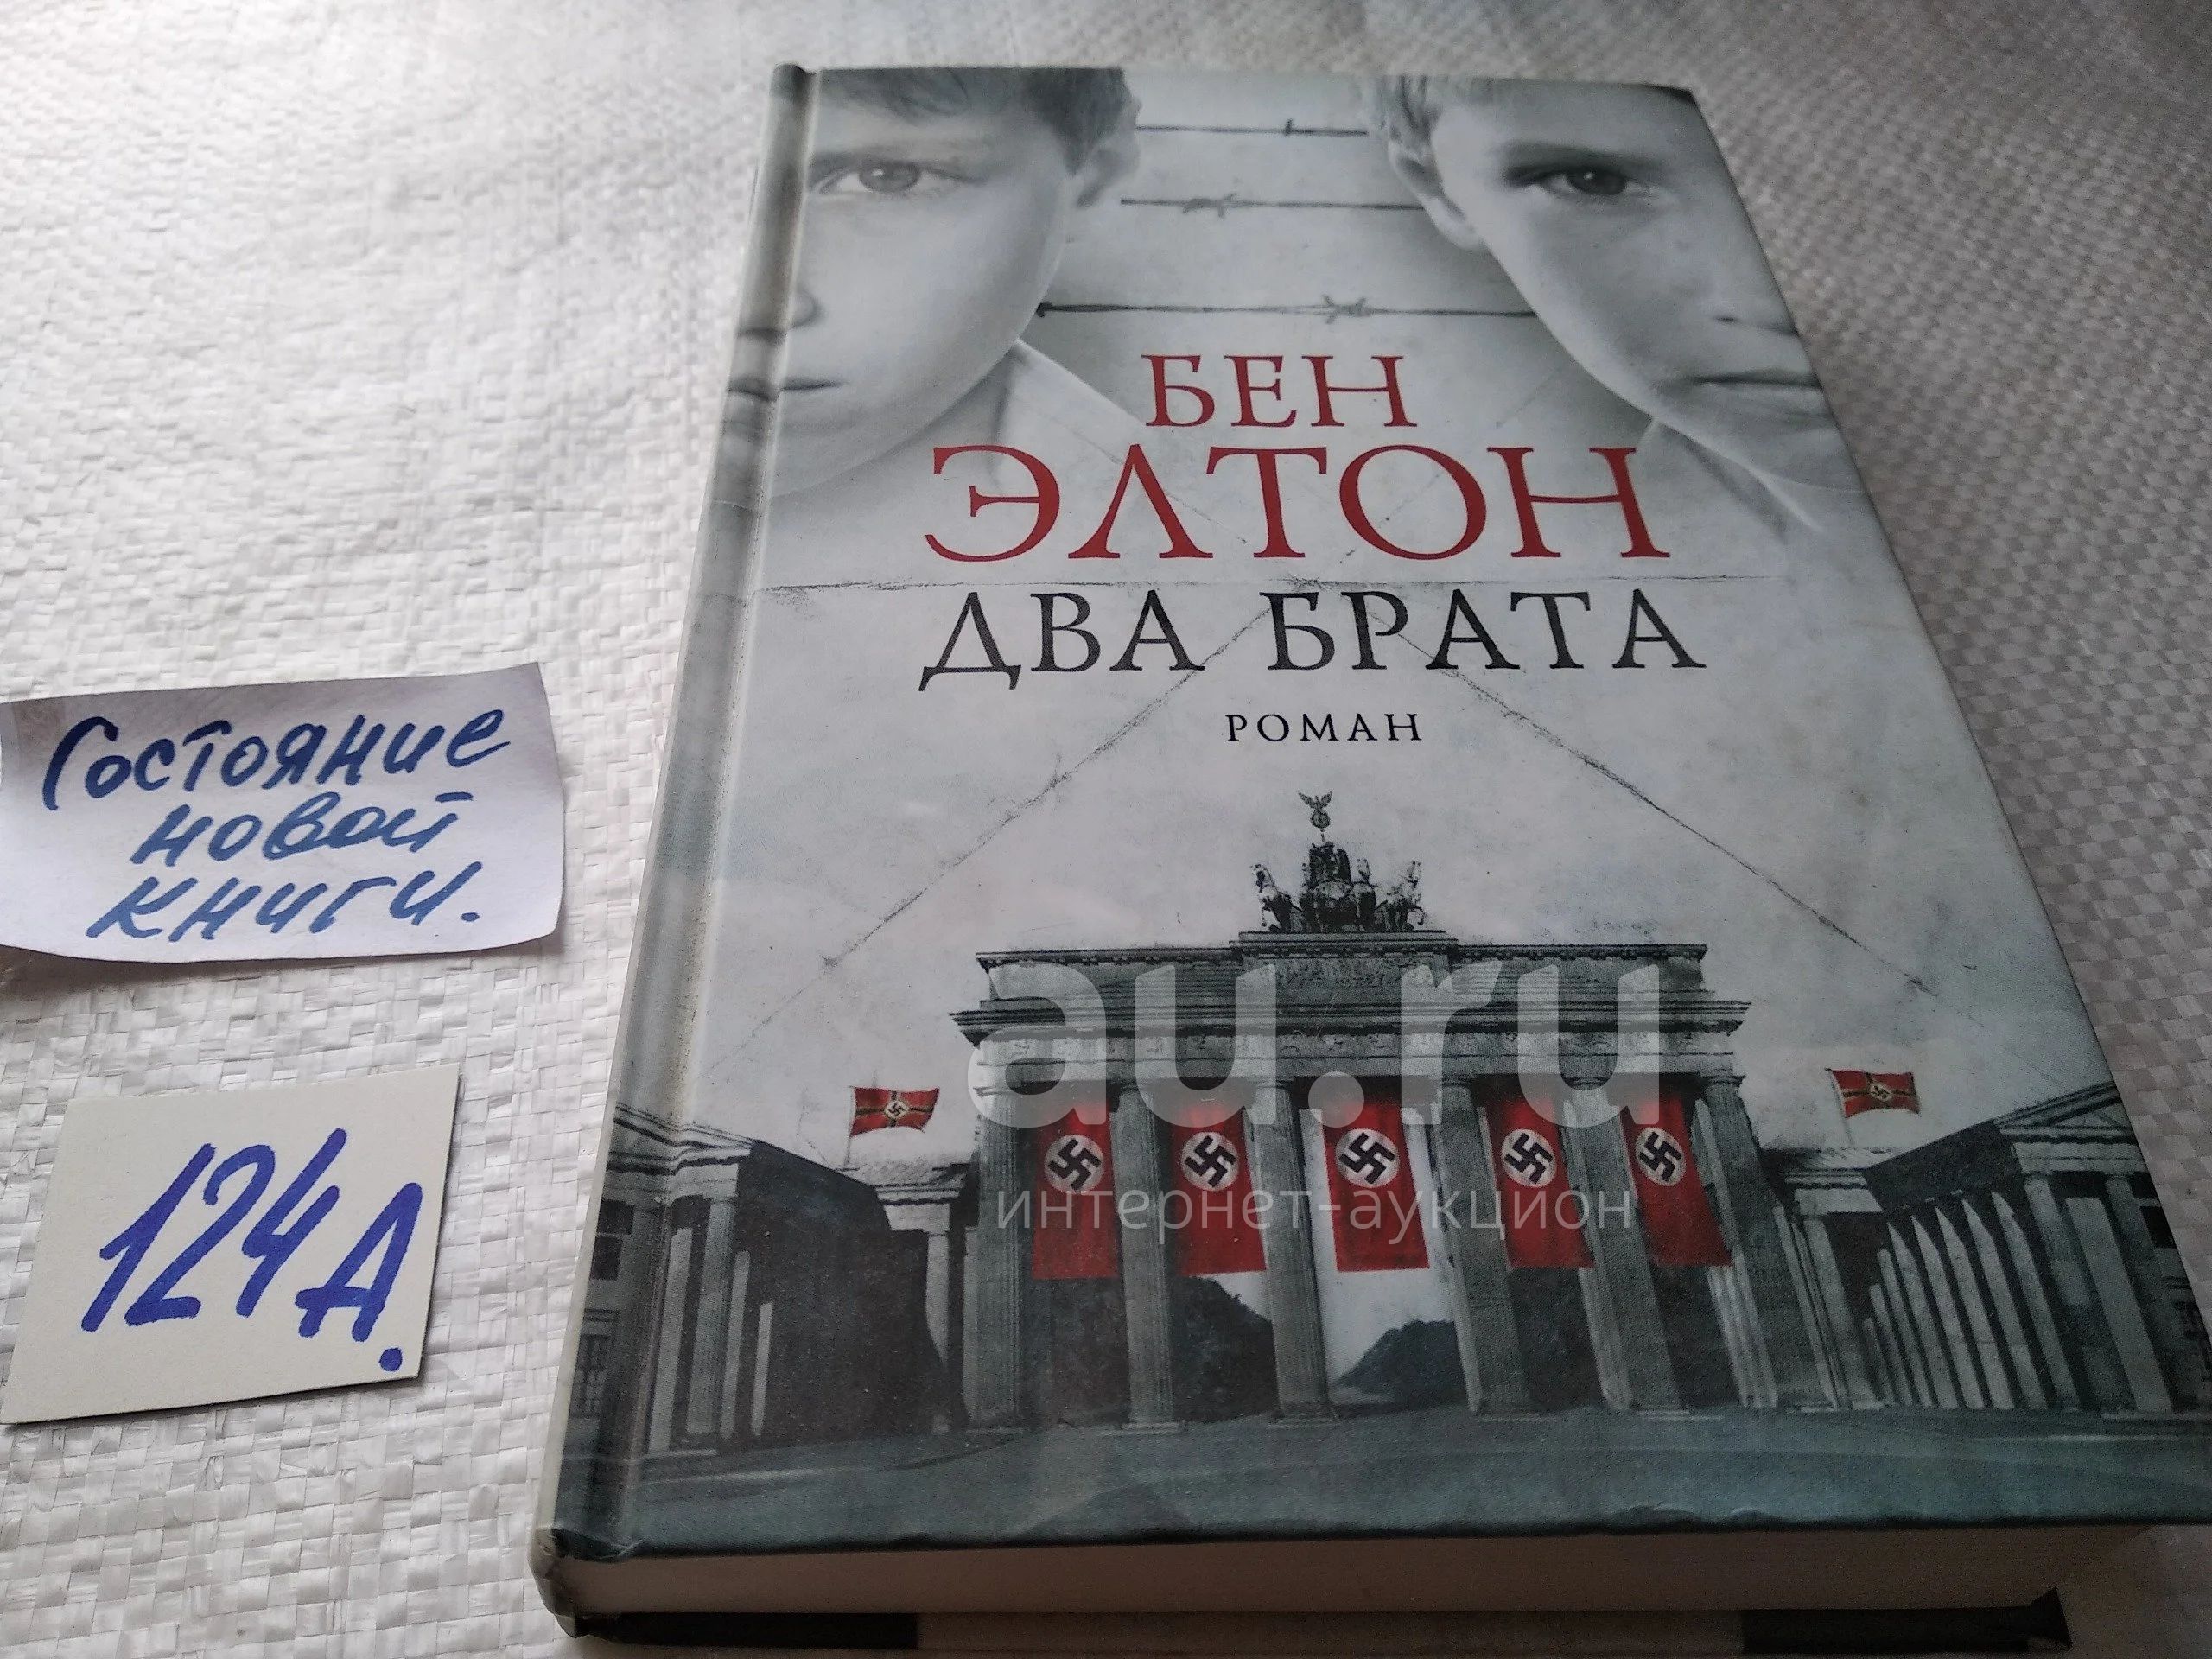 БЕН
ЭЛТОН
ДВА БРАТА
РОМАН
Состояние
новой
книги.
124А.
au.ru
интернет-аукцион